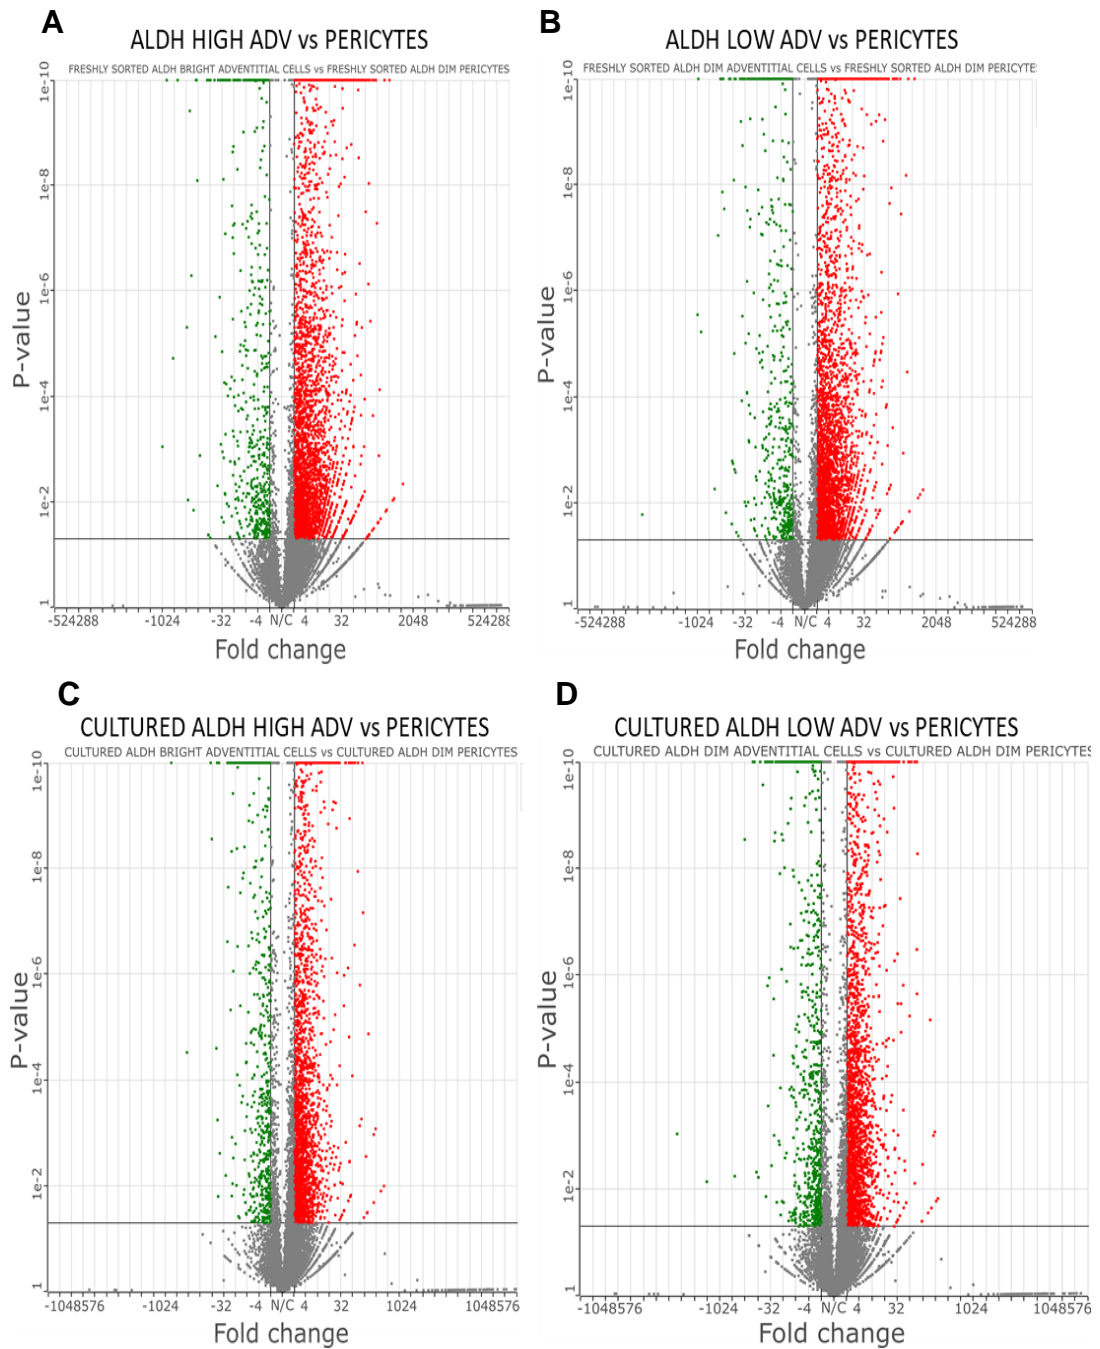 A
ALDH HIGH ADV vs PERICYTES
FRESHLY SORTED ALDH BRIGHT ADVENTITIAL CELLS vs FRESHLY SORTED ALDH DIM PERICYTES
P-value
1e-10
1e-8
1e-6
1e-4
1e-2
1
-524288 -1024 -32 -4 N/C 4 32 2048 524288
Fold change
B
ALDH LOW ADV vs PERICYTES
FRESHLY SORTED ALDH DIM ADVENTITIAL CELLS vs FRESHLY SORTED ALDH DIM PERICYTE
P-value
1e-10
1e-8
1e-6
1e-4
1e-2
1
-524288 -1024 -32 -4 N/C 4 32 2048 524288
Fold change
C
CULTURED ALDH HIGH ADV vs PERICYTES
CULTURED ALDH BRIGHT ADVENTITIAL CELLS vs CULTURED ALDH DIM PERICYTES
P-value
1e-10
1e-8
1e-6
1e-4
1e-2
1
-1048576 -1024 -32 -4 N/C 4 32 1024 1048576
Fold change
D
CULTURED ALDH LOW ADV vs PERICYTES
CULTURED ALDH DIM ADVENTITIAL CELLS vs CULTURED ALDH DIM PERICYTES
P-value
1e-10
1e-8
1e-6
1e-4
1e-2
1
-1048576 -1024 -32 -4 N/C 4 32 1024 1048576
Fold change